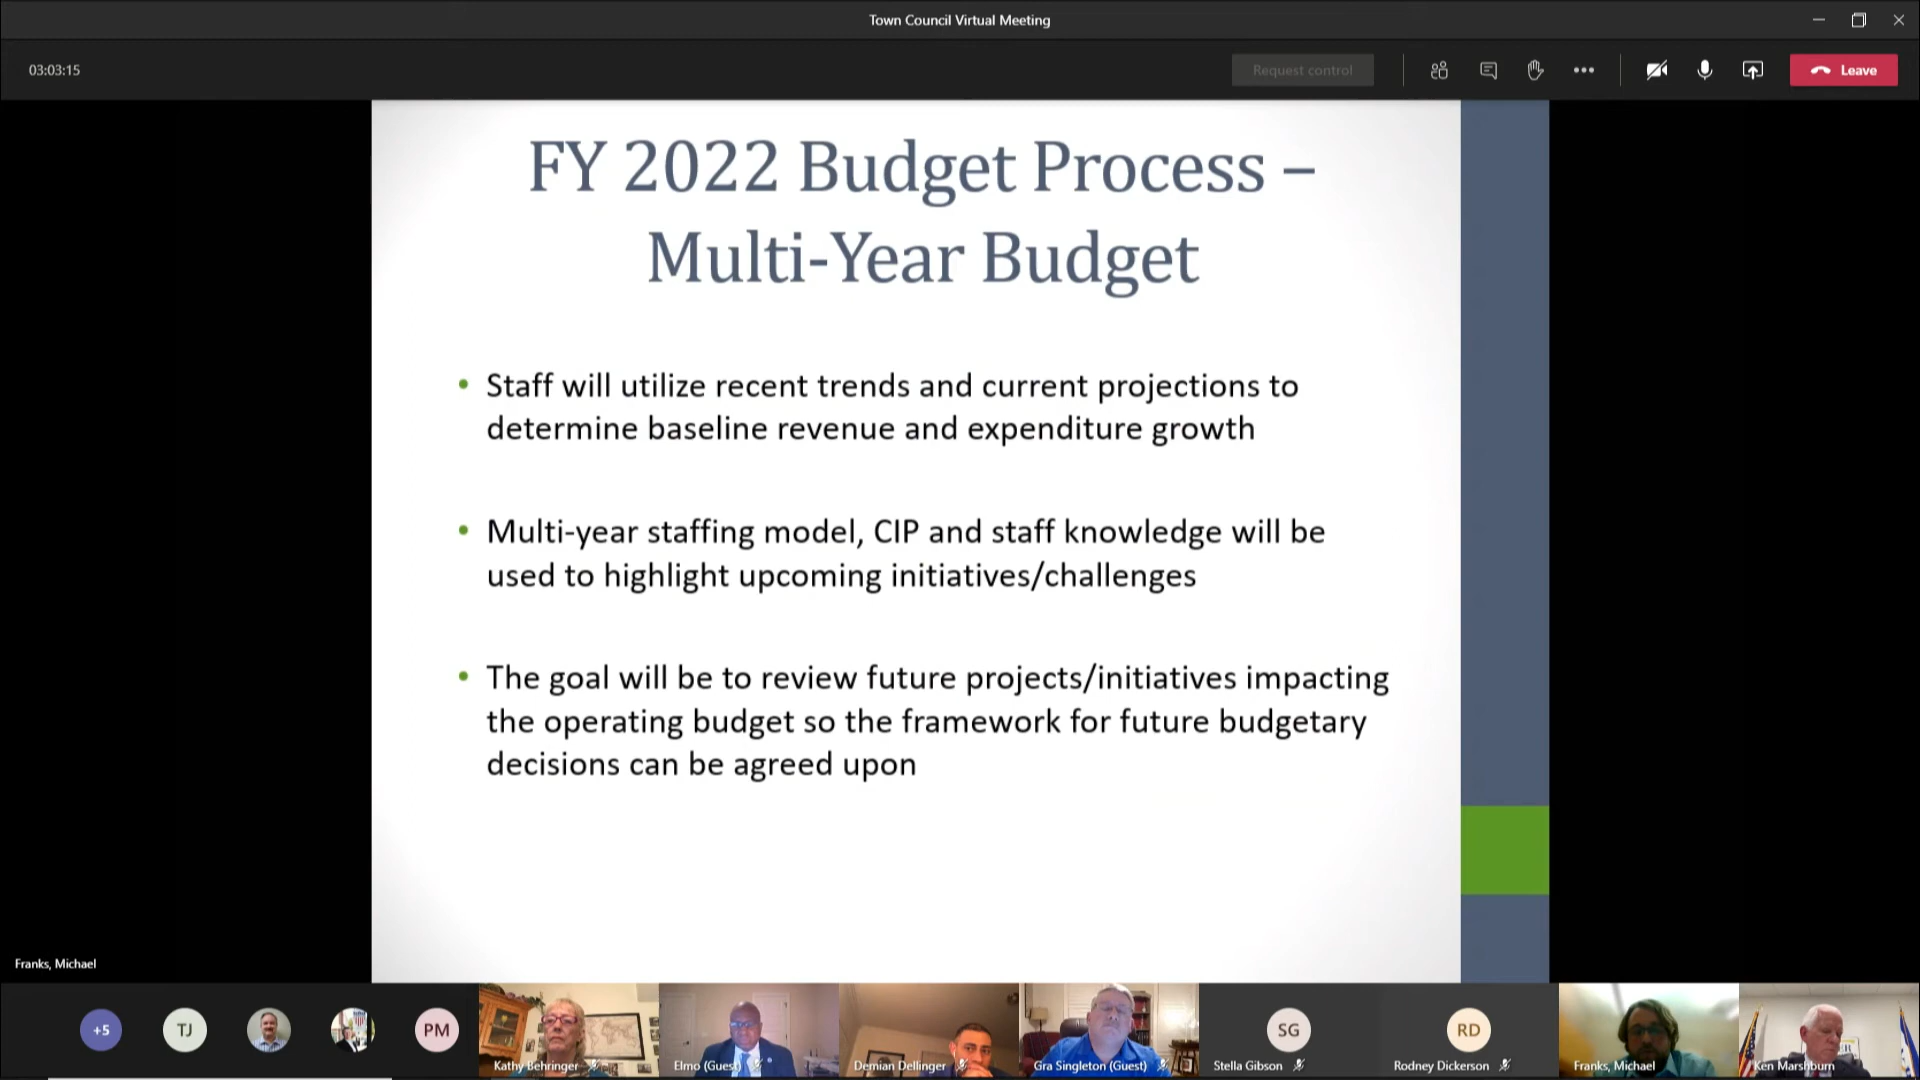 Town Council Virtual Meeting
03:03:15
Request control
Leave
FY 2022 Budget Process –
Multi-Year Budget
• Staff will utilize recent trends and current projections to
determine baseline revenue and expenditure growth
• Multi-year staffing model, CIP and staff knowledge will be
used to highlight upcoming initiatives/challenges
• The goal will be to review future projects/initiatives impacting
the operating budget so the framework for future budgetary
decisions can be agreed upon
Franks, Michael
+5
TJ
PM
SG
RD
Kathy Behringer
Elmo (Guest)
Demian Dellinger
Gra Singleton (Guest)
Stella Gibson
Rodney Dickerson
Franks, Michael
Ken Marshburn